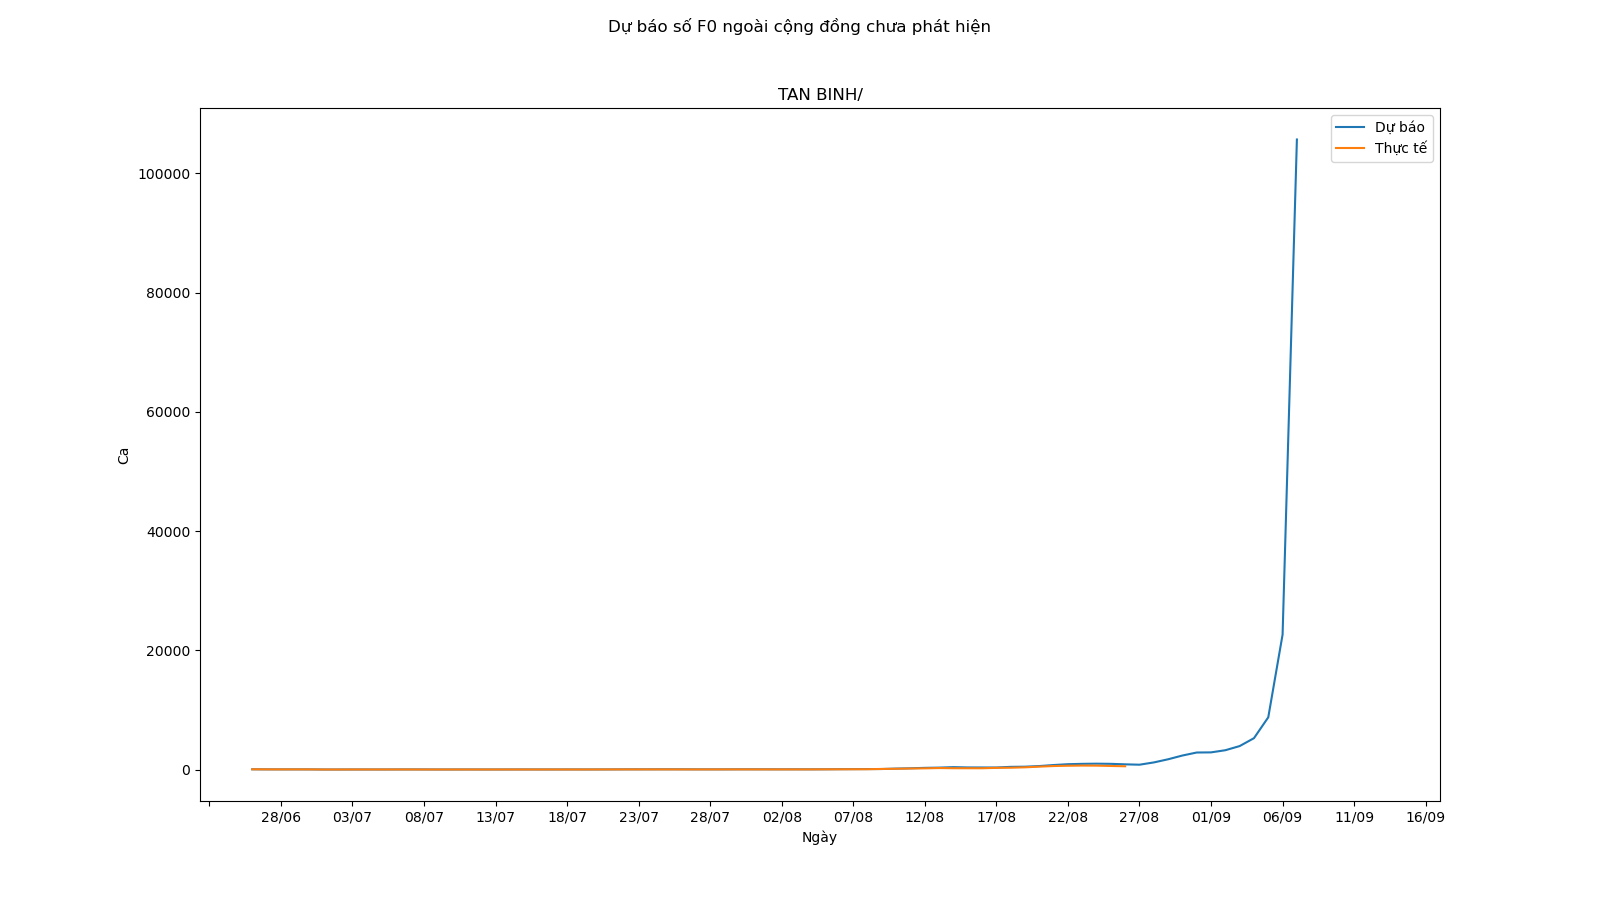 Dự báo số F0 ngoài cộng đồng chưa phát hiện
TAN BINH/
Dự báo
Thực tế
100000
80000
60000
40000
20000
0
Ca
28/06 03/07 08/07 13/07 18/07 23/07 28/07 02/08 07/08 12/08 17/08 22/08 27/08 01/09 06/09 11/09 16/09
Ngày